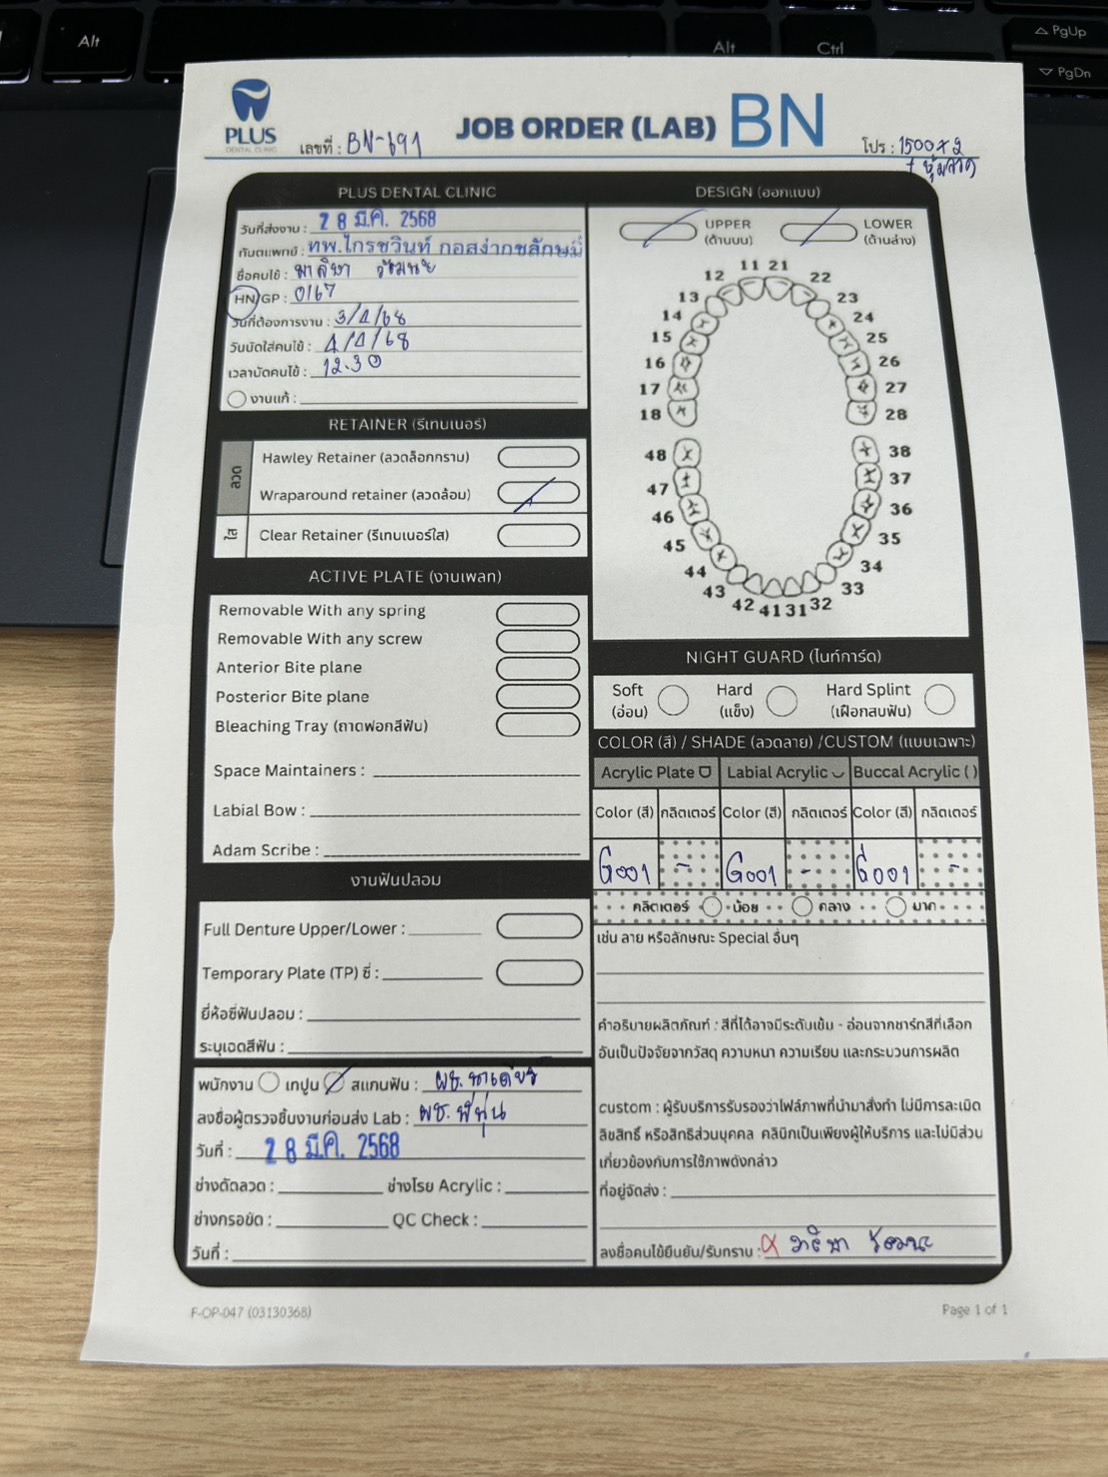 Alt
Alt
Ctrl
△ PgUp
▽ PgDn
PLUS
DENTAL CLINIC
เลขที่ : BN-691
JOB ORDER (LAB) BN
โปร : 1500 x 2
+ หุ้มลวด
PLUS DENTAL CLINIC
วันที่ส่งงาน : 28 มี.ค. 2568
ทันตแพทย์ : ทพ.ไกรชวินท์ กอสง่าลักษมี
ชื่อคนไข้ :
HN/GP : 0167
วันที่ต้องการงาน : 3/4/68
วันนัดใส่คนไข้ : 4/4/68
เวลานัดคนไข้ : 12.30
งานแก้ :
RETAINER (รีเทนเนอร์)
ลวด
Hawley Retainer (ลวดล็อกกราม)
Wraparound retainer (ลวดล้อม)
ใส
Clear Retainer (รีเทนเนอร์ใส)
ACTIVE PLATE (งานเพลท)
Removable With any spring
Removable With any screw
Anterior Bite plane
Posterior Bite plane
Bleaching Tray (ถาดฟอกสีฟัน)
Space Maintainers :
Labial Bow :
Adam Scribe :
งานฟันปลอม
Full Denture Upper/Lower :
Temporary Plate (TP) ซี่ :
ยี่ห้อซี่ฟันปลอม :
ระบุเฉดสีฟัน :
พนักงาน เทปูน สแกนฟัน : ผช.
ลงชื่อผู้ตรวจชิ้นงานก่อนส่ง Lab : ผช.
วันที่ : 28 มี.ค. 2568
ช่างดัดลวด : ช่างโรย Acrylic :
ช่างกรอขัด : QC Check :
วันที่ :
DESIGN (ออกแบบ)
UPPER
(ด้านบน)
LOWER
(ด้านล่าง)
11 21
12 22
13 23
14 24
15 25
16 26
17 27
18 28
48 38
47 37
46 36
45 35
44 34
43 33
42 41 31 32
NIGHT GUARD (ไนท์การ์ด)
Soft
(อ่อน)
Hard
(แข็ง)
Hard Splint
(เฝือกสบฟัน)
COLOR (สี) / SHADE (ลวดลาย) /CUSTOM (แบบเฉพาะ)
Acrylic Plate Labial Acrylic Buccal Acrylic ( )
Color (สี) กลิตเตอร์ Color (สี) กลิตเตอร์ Color (สี) กลิตเตอร์
G001 - G001 - G001 -
กลิตเตอร์ น้อย กลาง มาก
เช่น ลาย หรือลักษณะ Special อื่นๆ
คำอธิบายผลิตภัณฑ์ : สีที่ได้อาจมีระดับเข้ม - อ่อนจากชาร์ทสีที่เลือก
อันเป็นปัจจัยจากวัสดุ ความหนา ความเรียบ และกระบวนการผลิต
custom : ผู้รับบริการรับรองว่าไฟล์ภาพที่นำมาสั่งทำ ไม่มีการละเมิด
ลิขสิทธิ์ หรือสิทธิส่วนบุคคล คลินิกเป็นเพียงผู้ให้บริการ และไม่มีส่วน
เกี่ยวข้องกับการใช้ภาพดังกล่าว
ที่อยู่จัดส่ง :
ลงชื่อคนไข้ยืนยัน/รับทราบ :
F-OP-047 (03130368)
Page 1 of 1